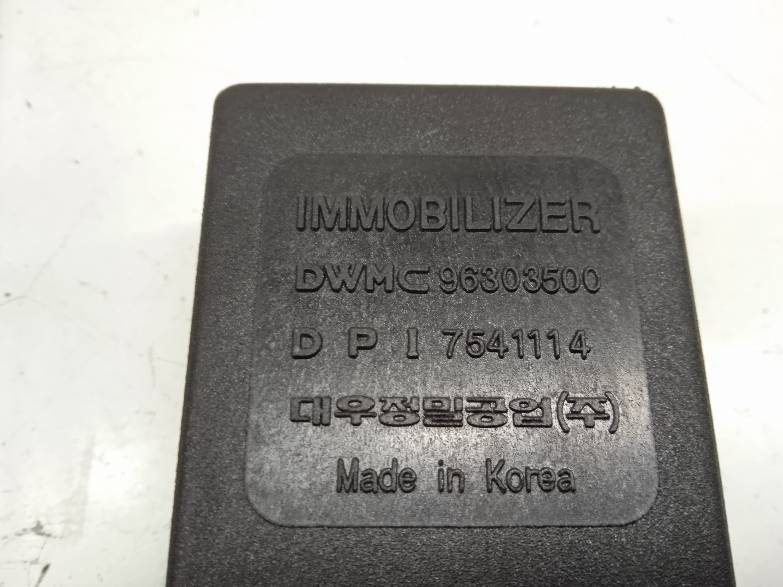 IMMOBILIZER
DWMC 96303500
D P I 7541114
대우정밀공업(주)
Made in Korea